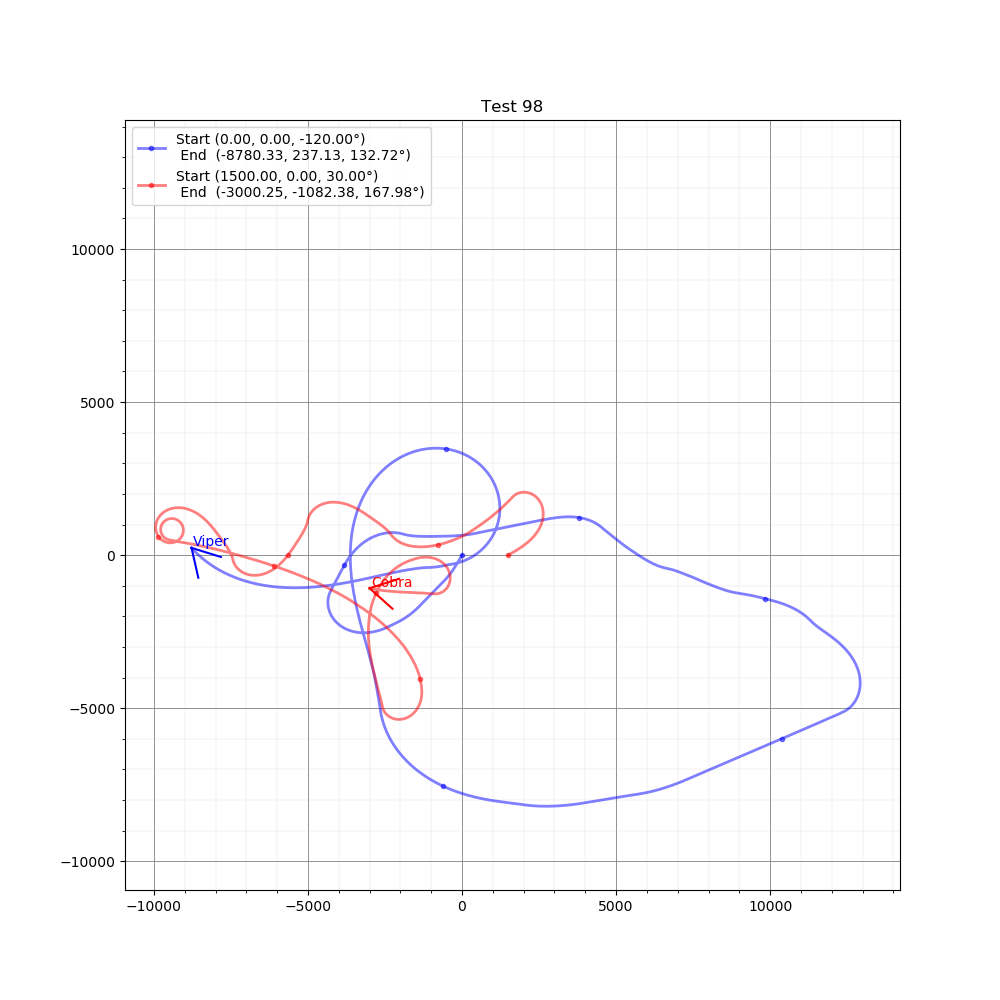 Test 98
Start (0.00, 0.00, -120.00°)
End (-8780.33, 237.13, 132.72°)
Start (1500.00, 0.00, 30.00°)
End (-3000.25, -1082.38, 167.98°)
10000
5000
Viper
0
Cobra
−5000
−10000
−10000 −5000 0 5000 10000